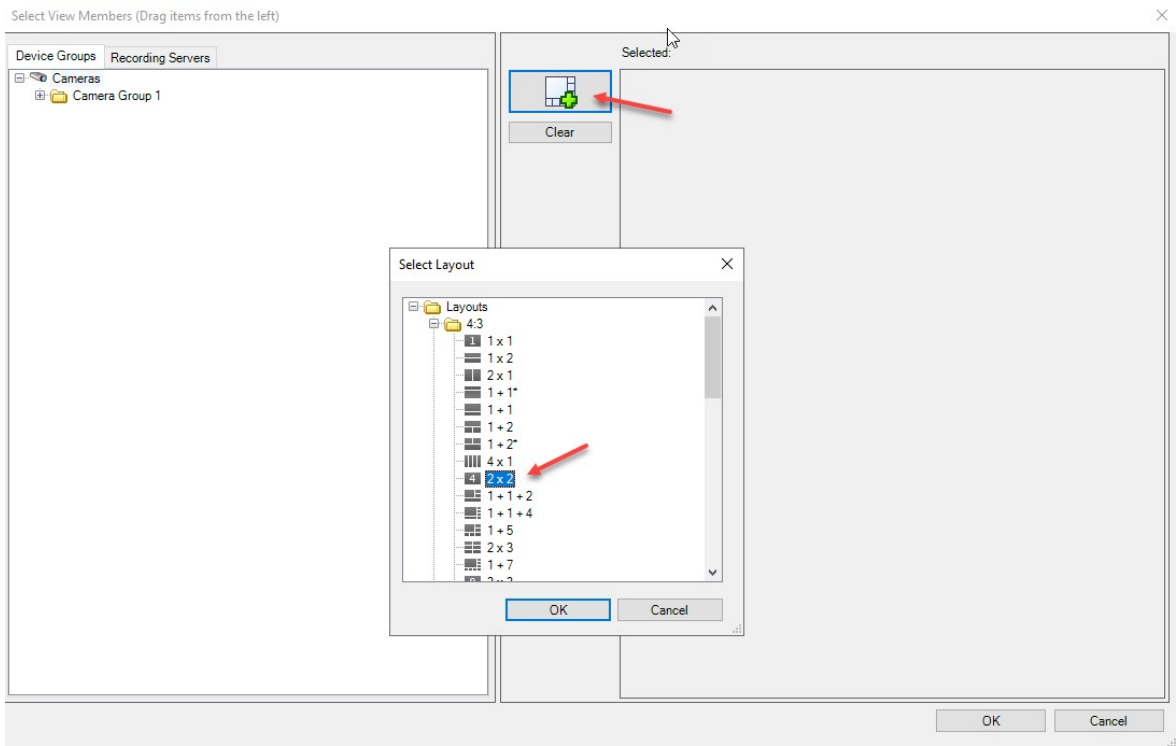 Select View Members (Drag items from the left)
Device Groups
Recording Servers
Cameras
Camera Group 1
Selected:
Clear
Select Layout
Layouts
4:3
1 1 x 1
1 x 2
2 x 1
1 + 1*
1 + 1
1 + 2
1 + 2*
4 x 1
4 2 x 2
1 + 1 + 2
1 + 1 + 4
1 + 5
2 x 3
1 + 7
OK
Cancel
OK
Cancel